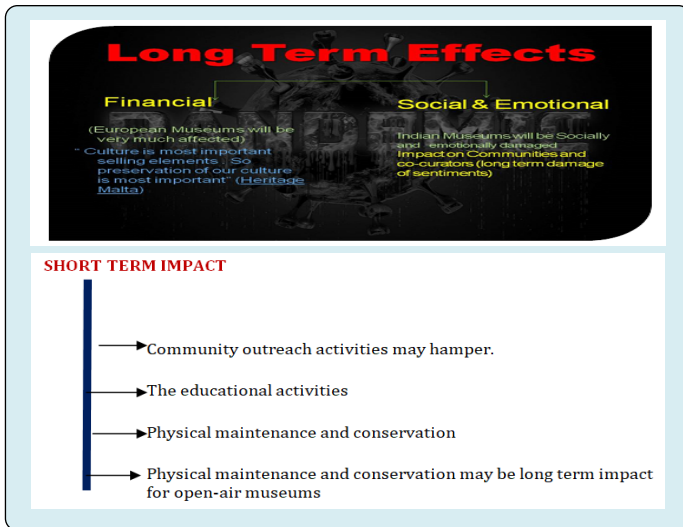 Long Term Effects
Financial
(European Museums will be
very much affected)
“ Culture is most important
selling elements . So
preservation of our culture
is most important“ (Heritage
Malta)
Social & Emotional
Indian Museums will be Socially
and emotionally damaged
Impact on Communities and
co-curators (long term damage
of sentiments)
PANDEMIC
SHORT TERM IMPACT
Community outreach activities may hamper.
The educational activities
Physical maintenance and conservation
Physical maintenance and conservation may be long term impact
for open-air museums